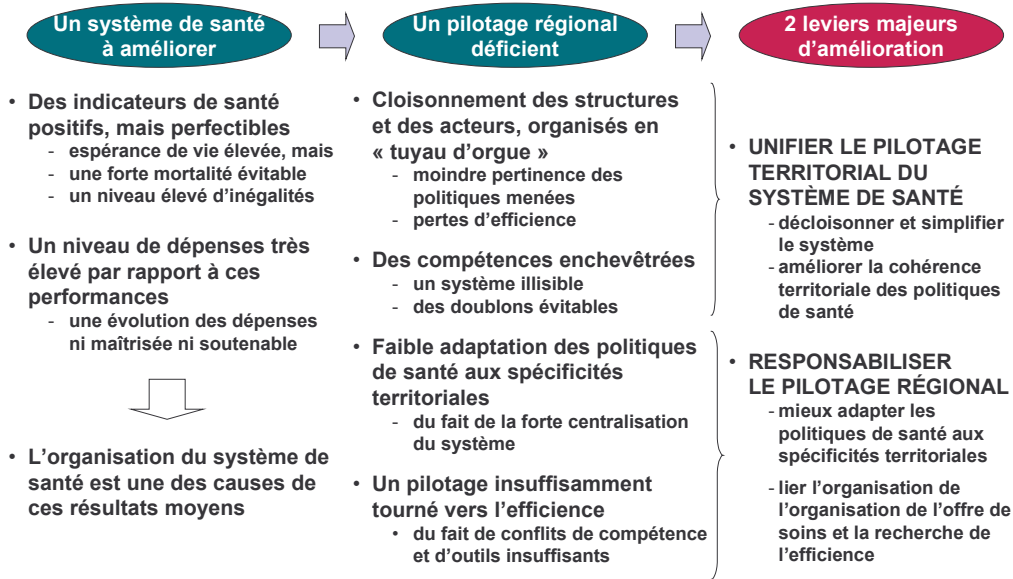 Un système de santé
à améliorer
• Des indicateurs de santé
positifs, mais perfectibles
- espérance de vie élevée, mais
- une forte mortalité évitable
- un niveau élevé d’inégalités
• Un niveau de dépenses très
élevé par rapport à ces
performances
- une évolution des dépenses
ni maîtrisée ni soutenable
• L’organisation du système de
santé est une des causes de
ces résultats moyens
Un pilotage régional
déficient
• Cloisonnement des structures
et des acteurs, organisés en
« tuyau d’orgue »
- moindre pertinence des
politiques menées
- pertes d’efficience
• Des compétences enchevêtrées
- un système illisible
- des doublons évitables
• Faible adaptation des politiques
de santé aux spécificités
territoriales
- du fait de la forte centralisation
du système
• Un pilotage insuffisamment
tourné vers l’efficience
• du fait de conflits de compétence
et d’outils insuffisants
2 leviers majeurs
d’amélioration
• UNIFIER LE PILOTAGE
TERRITORIAL DU
SYSTÈME DE SANTÉ
- décloisonner et simplifier
le système
- améliorer la cohérence
territoriale des politiques
de santé
• RESPONSABILISER
LE PILOTAGE RÉGIONAL
- mieux adapter les
politiques de santé aux
spécificités territoriales
- lier l’organisation de
l’organisation de l’offre de
soins et la recherche de
l’efficience